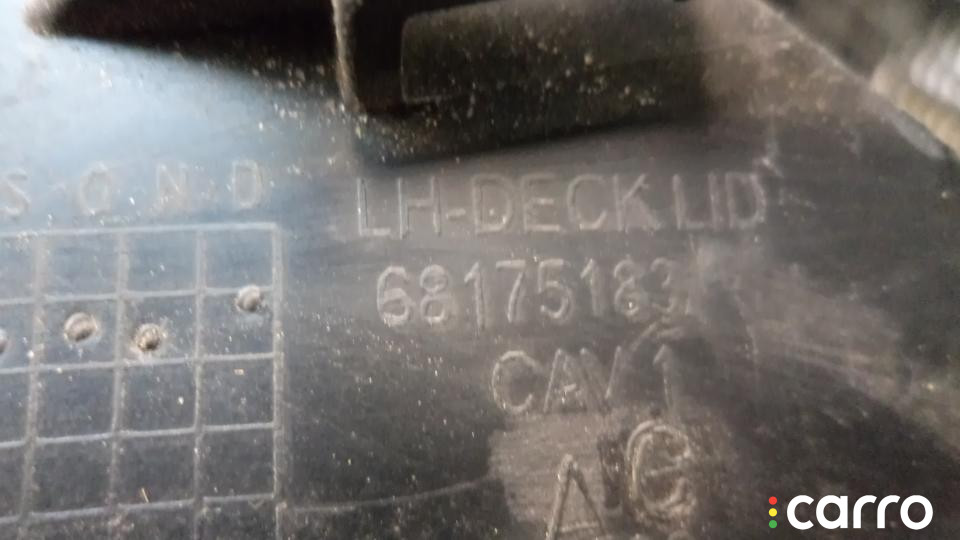 S O N D
LH-DECK LID
68175183
CAV 1
carro